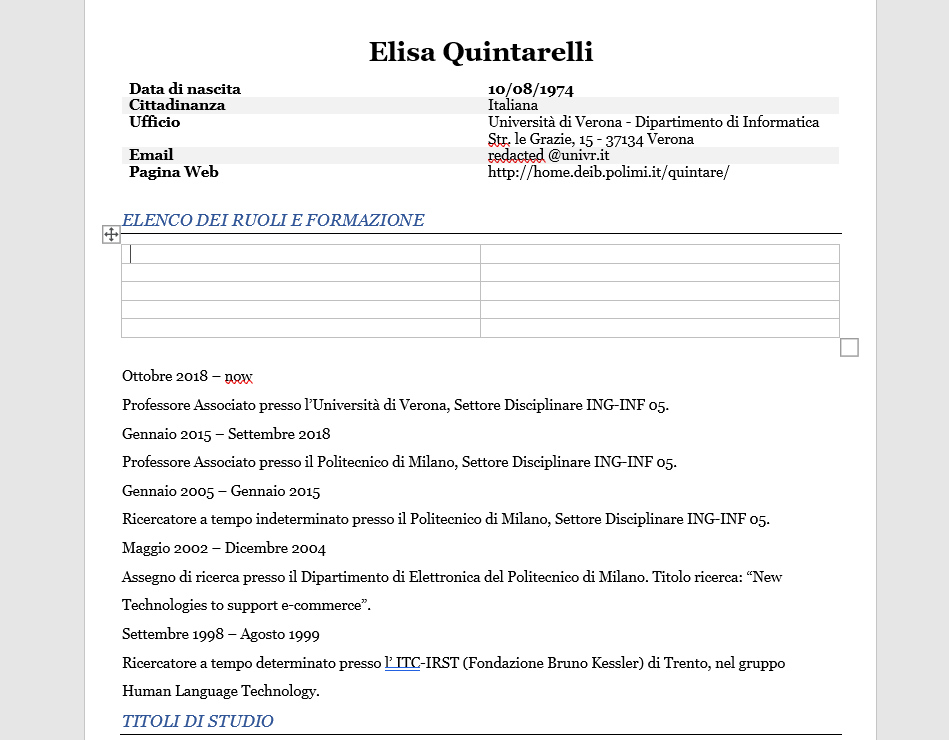 Elisa Quintarelli
Data di nascita 10/08/1974
Cittadinanza Italiana
Ufficio Università di Verona - Dipartimento di Informatica
Str. le Grazie, 15 - 37134 Verona
Email redacted @univr.it
Pagina Web http://home.deib.polimi.it/quintare/
ELENCO DEI RUOLI E FORMAZIONE
Ottobre 2018 – now
Professore Associato presso l’Università di Verona, Settore Disciplinare ING-INF 05.
Gennaio 2015 – Settembre 2018
Professore Associato presso il Politecnico di Milano, Settore Disciplinare ING-INF 05.
Gennaio 2005 – Gennaio 2015
Ricercatore a tempo indeterminato presso il Politecnico di Milano, Settore Disciplinare ING-INF 05.
Maggio 2002 – Dicembre 2004
Assegno di ricerca presso il Dipartimento di Elettronica del Politecnico di Milano. Titolo ricerca: “New
Technologies to support e-commerce”.
Settembre 1998 – Agosto 1999
Ricercatore a tempo determinato presso l’ ITC-IRST (Fondazione Bruno Kessler) di Trento, nel gruppo
Human Language Technology.
TITOLI DI STUDIO